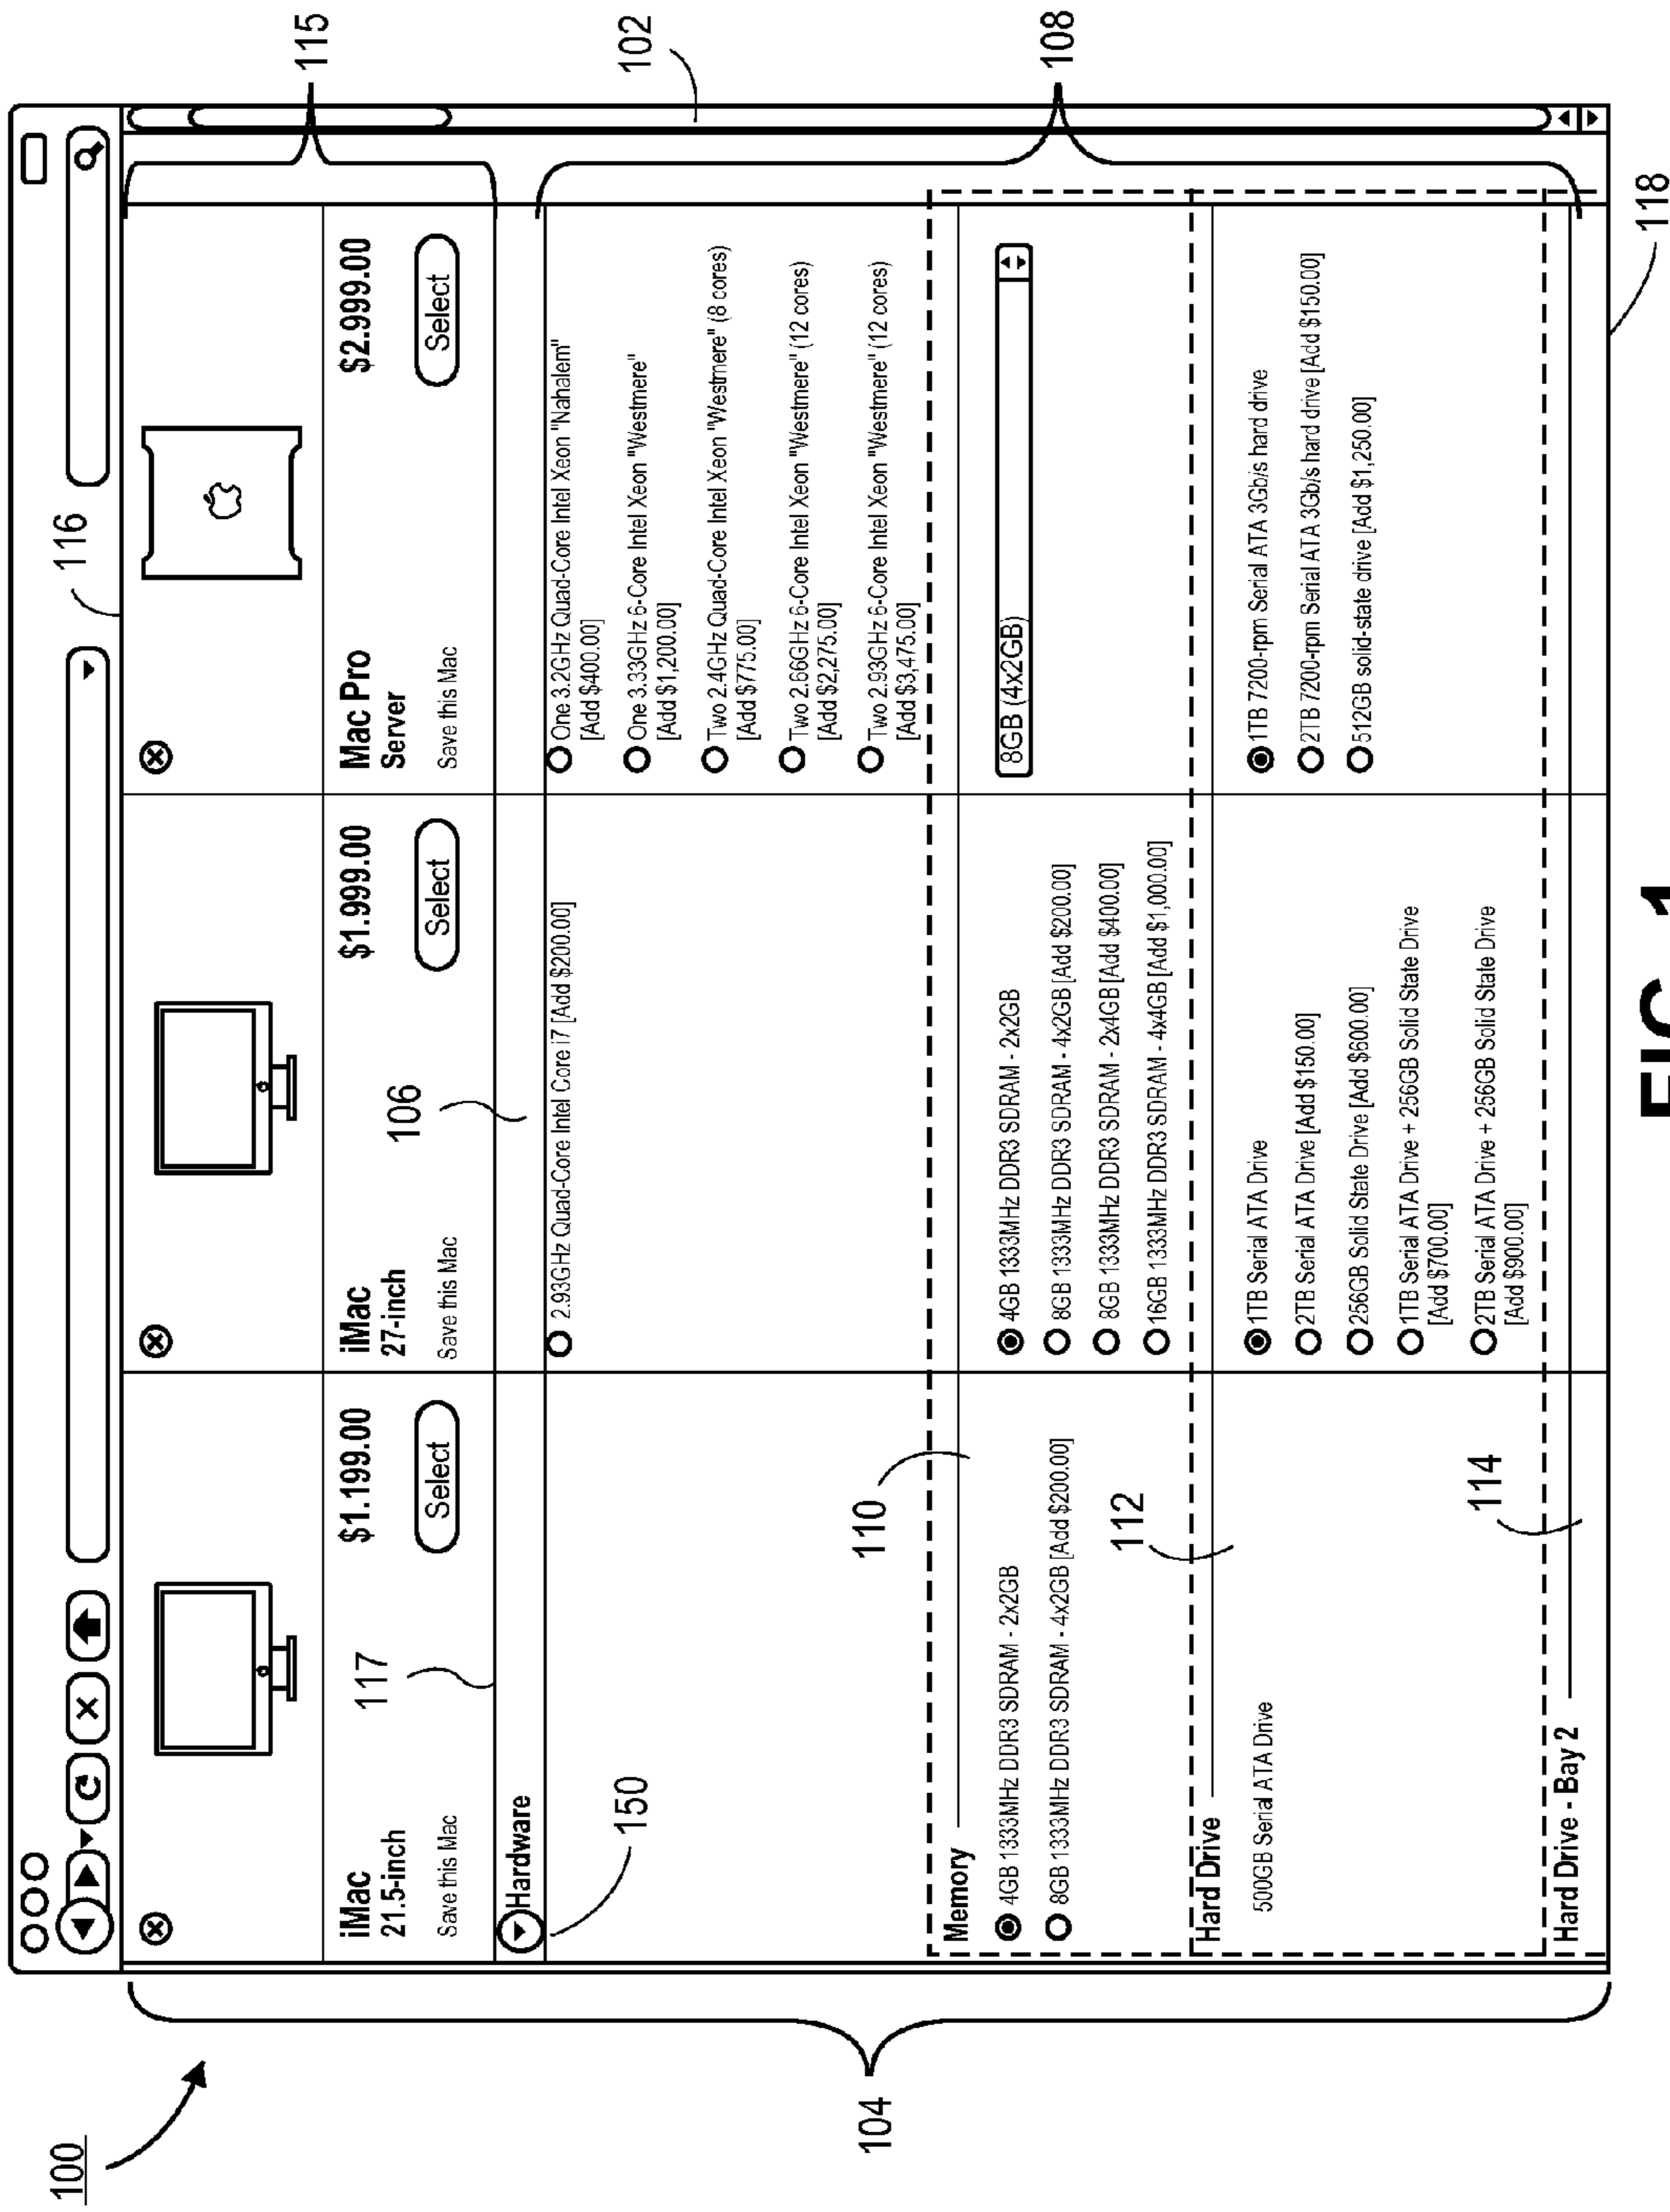 100
116
115
102
108
104
iMac
21.5-inch
$1.199.00
Save this Mac
Select
117
iMac
27-inch
$1.999.00
Save this Mac
Select
106
Mac Pro
Server
$2.999.00
Save this Mac
Select
Hardware
150
2.93GHz Quad-Core Intel Core i7 [Add $200.00]
One 3.2GHz Quad-Core Intel Xeon "Nahalem"
[Add $400.00]
One 3.33GHz 6-Core Intel Xeon "Westmere"
[Add $1,200.00]
Two 2.4GHz Quad-Core Intel Xeon "Westmere" (8 cores)
[Add $775.00]
Two 2.66GHz 6-Core Intel Xeon "Westmere" (12 cores)
[Add $2,275.00]
Two 2.93GHz 6-Core Intel Xeon "Westmere" (12 cores)
[Add $3,475.00]
110
Memory
4GB 1333MHz DDR3 SDRAM - 2x2GB
8GB 1333MHz DDR3 SDRAM - 4x2GB [Add $200.00]
4GB 1333MHz DDR3 SDRAM - 2x2GB
8GB 1333MHz DDR3 SDRAM - 4x2GB [Add $200.00]
8GB 1333MHz DDR3 SDRAM - 2x4GB [Add $400.00]
16GB 1333MHz DDR3 SDRAM - 4x4GB [Add $1,000.00]
8GB (4x2GB)
112
Hard Drive
500GB Serial ATA Drive
1TB Serial ATA Drive
2TB Serial ATA Drive [Add $150.00]
256GB Solid State Drive [Add $600.00]
1TB Serial ATA Drive + 256GB Solid State Drive
[Add $700.00]
2TB Serial ATA Drive + 256GB Solid State Drive
[Add $900.00]
1TB 7200-rpm Serial ATA 3Gb/s hard drive
2TB 7200-rpm Serial ATA 3Gb/s hard drive [Add $150.00]
512GB solid-state drive [Add $1,250.00]
114
Hard Drive - Bay 2
118